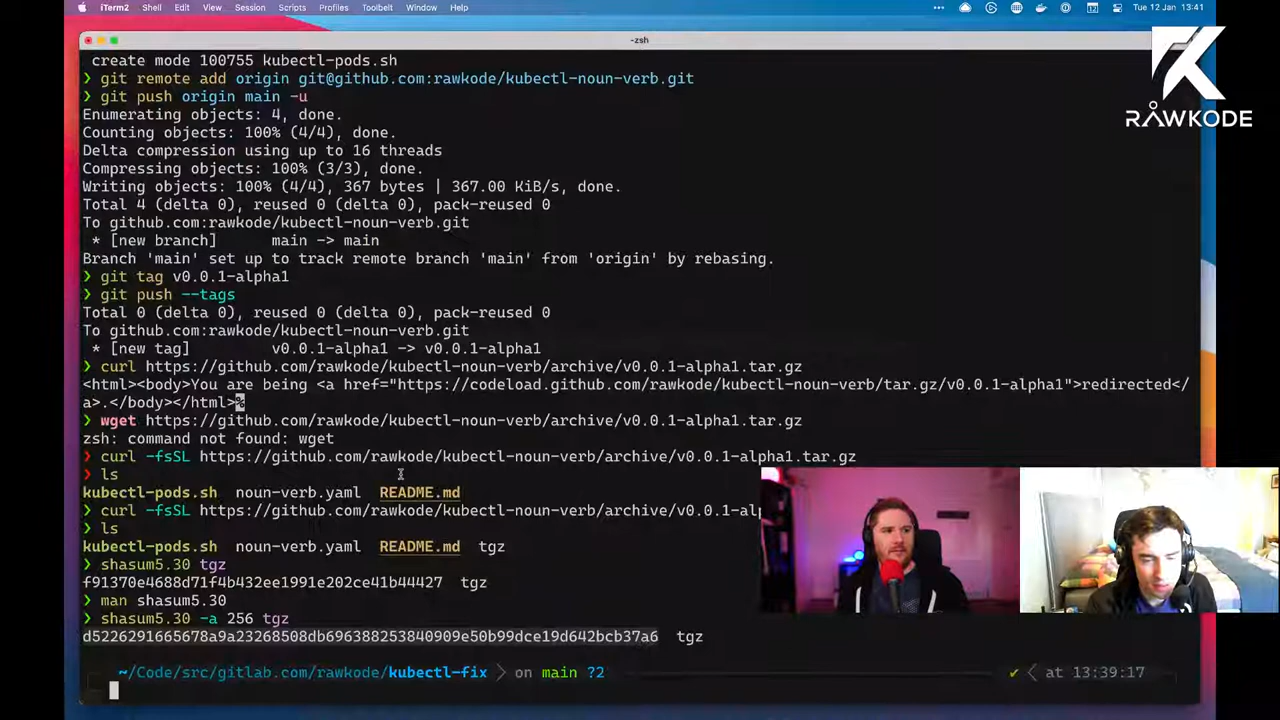 iTerm2 Shell Edit View Session Scripts Profiles Toolbelt Window Help Tue 12 Jan 13:41
-zsh
create mode 100755 kubectl-pods.sh
❯ git remote add origin git@github.com:rawkode/kubectl-noun-verb.git
❯ git push origin main -u
Enumerating objects: 4, done.
Counting objects: 100% (4/4), done.
Delta compression using up to 16 threads
Compressing objects: 100% (3/3), done.
Writing objects: 100% (4/4), 367 bytes | 367.00 KiB/s, done.
Total 4 (delta 0), reused 0 (delta 0), pack-reused 0
To github.com:rawkode/kubectl-noun-verb.git
* [new branch] main -> main
Branch 'main' set up to track remote branch 'main' from 'origin' by rebasing.
❯ git tag v0.0.1-alpha1
❯ git push --tags
Total 0 (delta 0), reused 0 (delta 0), pack-reused 0
To github.com:rawkode/kubectl-noun-verb.git
* [new tag] v0.0.1-alpha1 -> v0.0.1-alpha1
❯ curl https://github.com/rawkode/kubectl-noun-verb/archive/v0.0.1-alpha1.tar.gz
<html><body>You are being <a href="https://codeload.github.com/rawkode/kubectl-noun-verb/tar.gz/v0.0.1-alpha1">redirected</
a>.</body></html>%
❯ wget https://github.com/rawkode/kubectl-noun-verb/archive/v0.0.1-alpha1.tar.gz
zsh: command not found: wget
❯ curl -fsSL https://github.com/rawkode/kubectl-noun-verb/archive/v0.0.1-alpha1.tar.gz
❯ ls
kubectl-pods.sh noun-verb.yaml README.md
❯ curl -fsSL https://github.com/rawkode/kubectl-noun-verb/archive/v0.0.1-al
❯ ls
kubectl-pods.sh noun-verb.yaml README.md tgz
❯ shasum5.30 tgz
f91370e4688d71f4b432ee1991e202ce41b44427 tgz
❯ man shasum5.30
❯ shasum5.30 -a 256 tgz
d5226291665678a9a23268508db696388253840909e50b99dce19d642bcb37a6 tgz
~/Code/src/gitlab.com/rawkode/kubectl-fix on main ?2 ✔ at 13:39:17
RÅWKODE